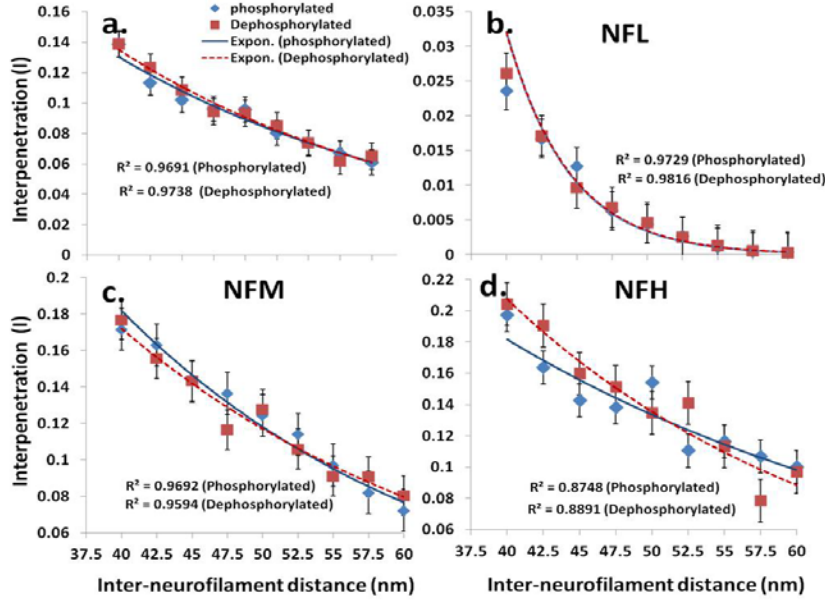 a.
phosphorylated
Dephosphorylated
Expon. (phosphorylated)
Expon. (Dephosphorylated)
Interpenetration (I)
0.16
0.14
0.12
0.1
0.08
0.06
0.04
0.02
0
R² = 0.9691 (Phosphorylated)
R² = 0.9738 (Dephosphorylated)
b.
NFL
0.035
0.03
0.025
0.02
0.015
0.01
0.005
0
R² = 0.9729 (Phosphorylated)
R² = 0.9816 (Dephosphorylated)
c.
NFM
Interpenetration (I)
0.2
0.18
0.16
0.14
0.12
0.1
0.08
0.06
R² = 0.9692 (Phosphorylated)
R² = 0.9594 (Dephosphorylated)
37.5 40 42.5 45 47.5 50 52.5 55 57.5 60
Inter-neurofilament distance (nm)
d.
NFH
0.22
0.2
0.18
0.16
0.14
0.12
0.1
0.08
0.06
R² = 0.8748 (Phosphorylated)
R² = 0.8891 (Dephosphorylated)
37.5 40 42.5 45 47.5 50 52.5 55 57.5 60
Inter-neurofilament distance (nm)